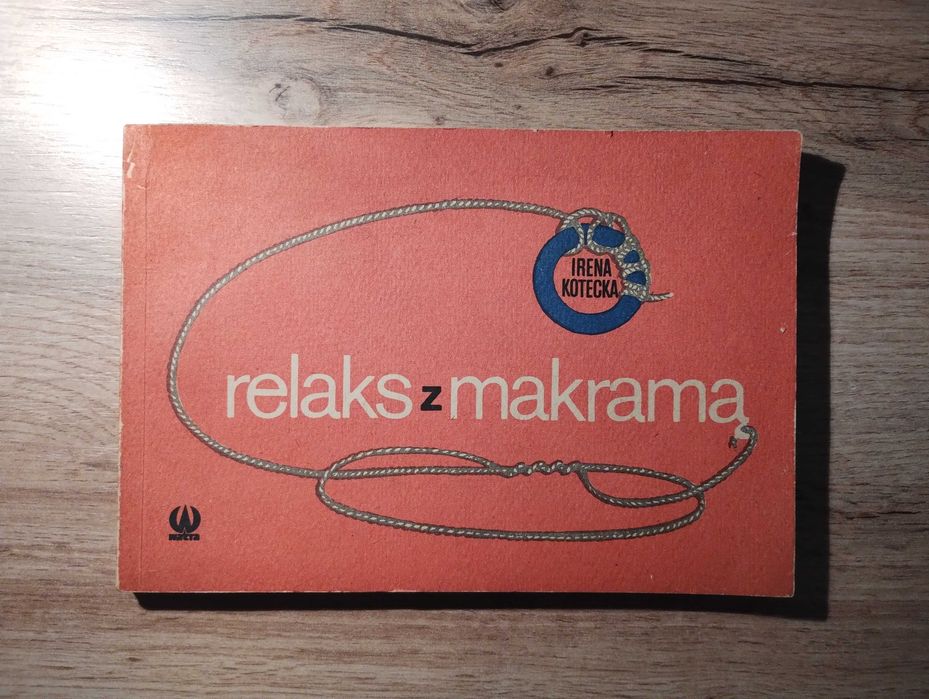 IRENA
KOTECKA
relaks z makramą
watra